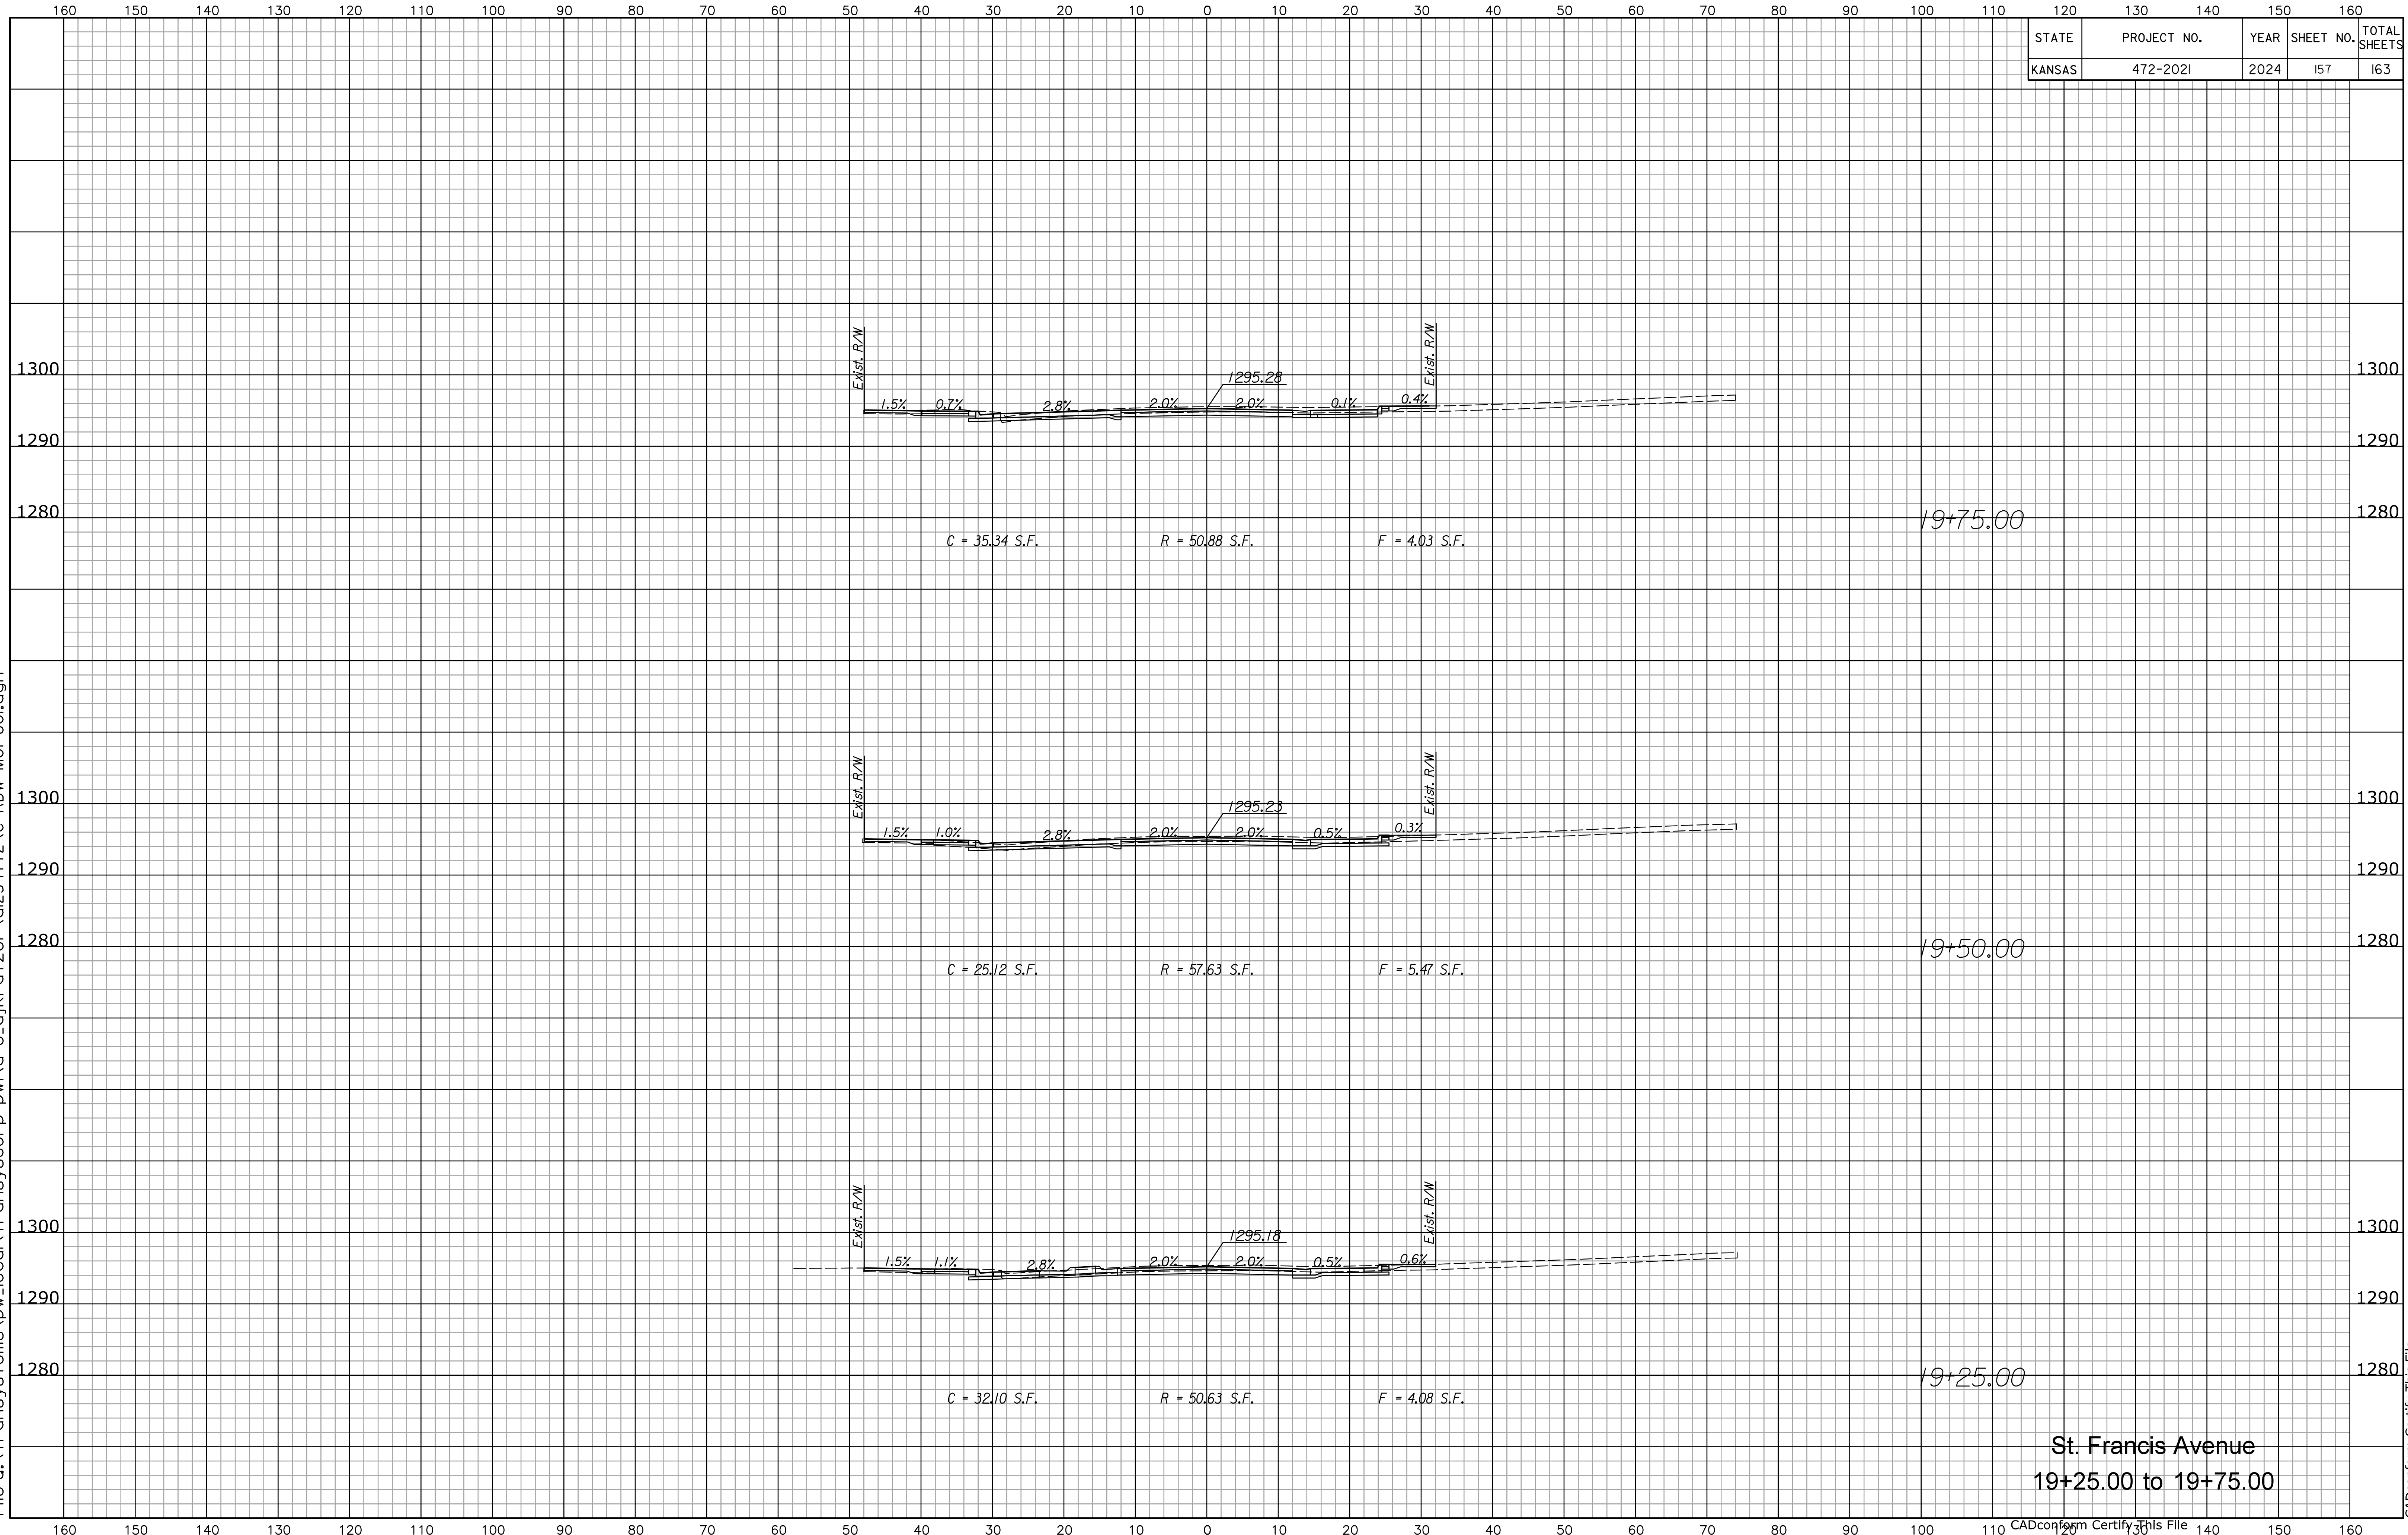 160 150 140 130 120 110 100 90 80 70 60 50 40 30 20 10 0 10 20 30 40 50 60 70 80 90 100 110 120 130 140 150 160
STATE PROJECT NO. YEAR SHEET NO. TOTAL SHEETS
KANSAS 472-2021 2024 157 163
Exist. R/W Exist. R/W
1300 1300
1295.28
1.5% 0.7% 2.8% 2.0% 2.0% 0.1% 0.4%
1290 1290
1280 19+75.00 1280
C = 35.34 S.F. R = 50.88 S.F. F = 4.03 S.F.
Exist. R/W Exist. R/W
1300 1300
1295.23
1.5% 1.0% 2.8% 2.0% 2.0% 0.5% 0.3%
1290 1290
1280 19+50.00 1280
C = 25.12 S.F. R = 57.63 S.F. F = 5.47 S.F.
Exist. R/W Exist. R/W
1300 1300
1295.18
1.5% 1.1% 2.8% 2.0% 2.0% 0.5% 0.6%
1290 1290
1280 19+25.00 1280
C = 32.10 S.F. R = 50.63 S.F. F = 4.08 S.F.
St. Francis Avenue
19+25.00 to 19+75.00
CADconform Certify This File
160 150 140 130 120 110 100 90 80 70 60 50 40 30 20 10 0 10 20 30 40 50 60 70 80 90 100 110 120 130 140 150 160